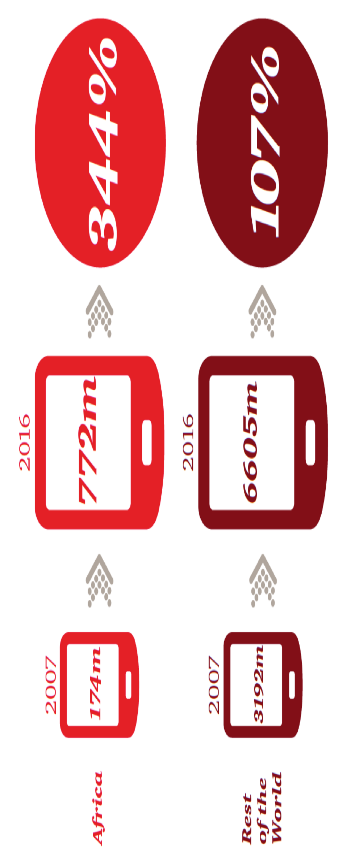 Africa
2007
174m
2016
772m
344%
Rest
of the
World
2007
3192m
2016
6605m
107%